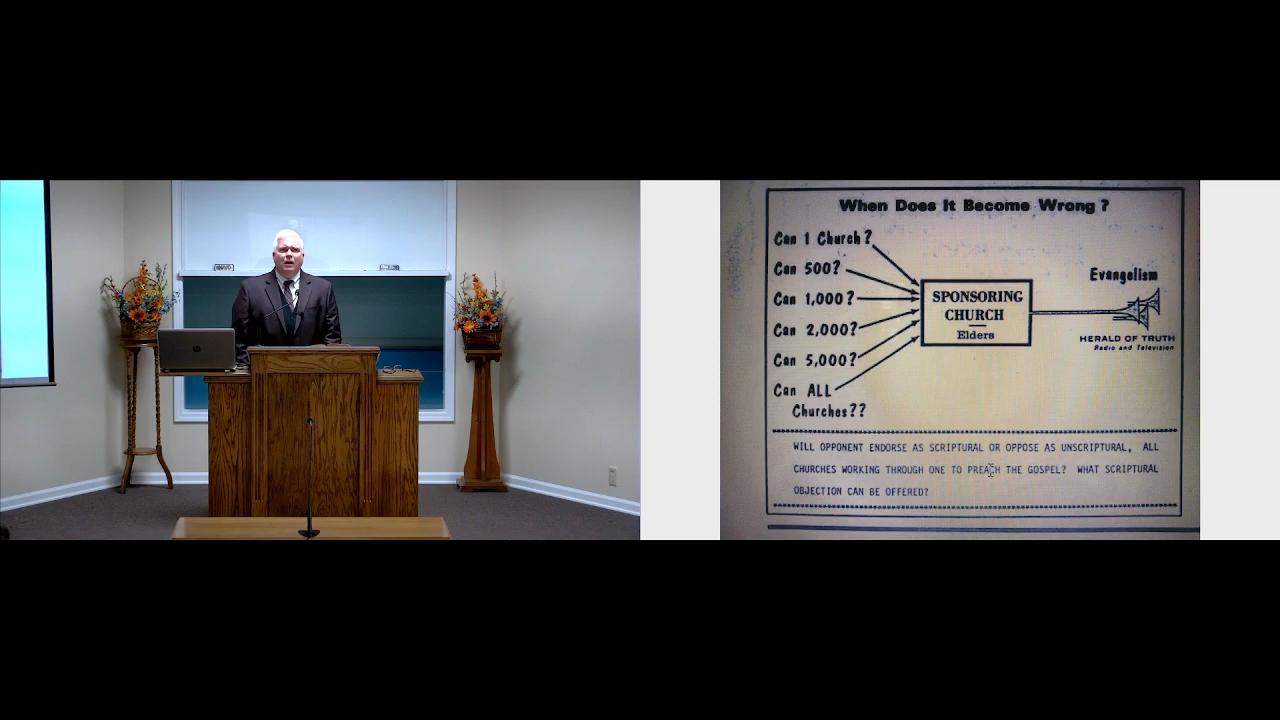 When Does It Become Wrong?
Can 1 Church?
Can 500?
Can 1,000?
Can 2,000?
Can 5,000?
Can ALL
Churches??
SPONSORING
CHURCH
Elders
Evangelism
HERALD OF TRUTH
Radio and Television
WILL OPPONENT ENDORSE AS SCRIPTURAL OR OPPOSE AS UNSCRIPTURAL, ALL
CHURCHES WORKING THROUGH ONE TO PREACH THE GOSPEL? WHAT SCRIPTURAL
OBJECTION CAN BE OFFERED?